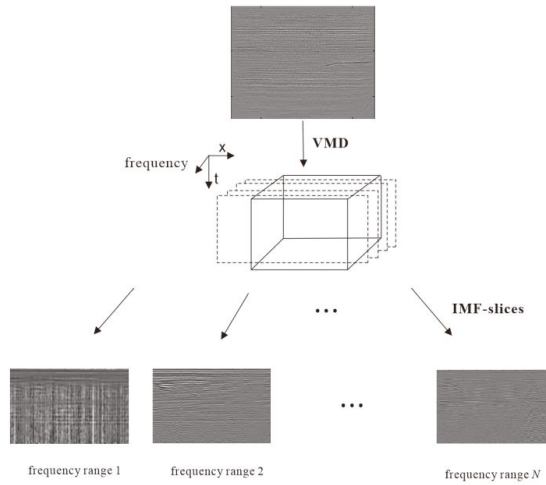 VMD
x
frequency
t
...
IMF-slices
...
frequency range 1
frequency range 2
frequency range N